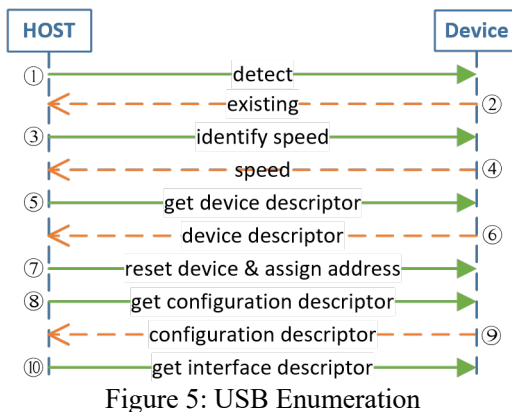 HOST Device
① detect
existing ②
③ identify speed
speed ④
⑤ get device descriptor
device descriptor ⑥
⑦ reset device & assign address
⑧ get configuration descriptor
configuration descriptor ⑨
⑩ get interface descriptor
Figure 5: USB Enumeration